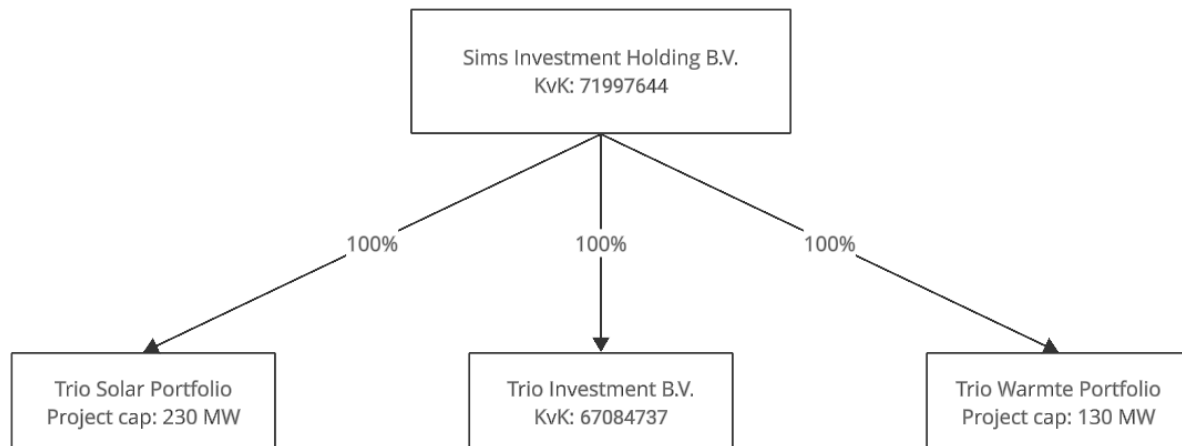 Sims Investment Holding B.V.
KvK: 71997644
100%
100%
100%
Trio Solar Portfolio
Project cap: 230 MW
Trio Investment B.V.
KvK: 67084737
Trio Warmte Portfolio
Project cap: 130 MW